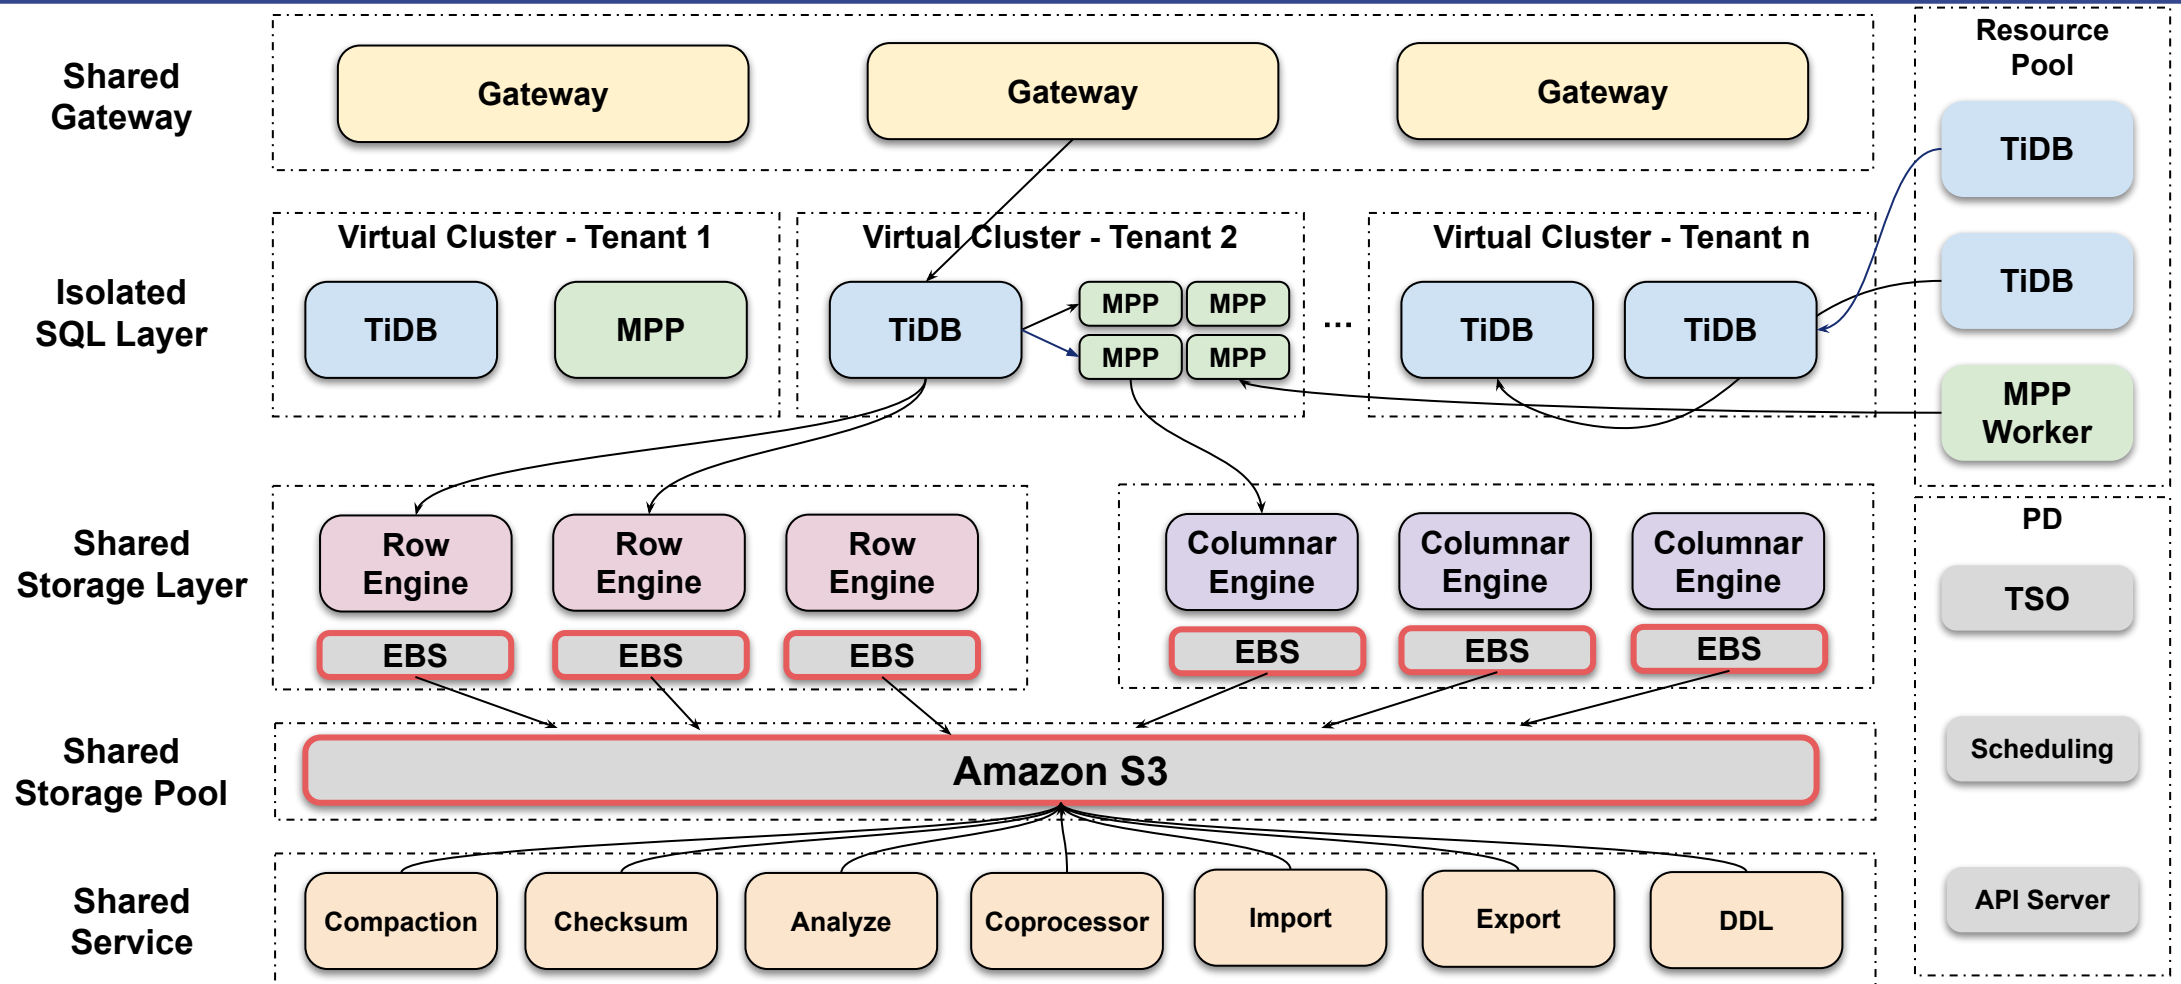 Shared
Gateway
Gateway
Gateway
Gateway
Resource
Pool
TiDB
TiDB
MPP
Worker
Isolated
SQL Layer
Virtual Cluster - Tenant 1
TiDB
MPP
Virtual Cluster - Tenant 2
TiDB
MPP
MPP
MPP
MPP
...
Virtual Cluster - Tenant n
TiDB
TiDB
Shared
Storage Layer
Row
Engine
Row
Engine
Row
Engine
EBS
EBS
EBS
Columnar
Engine
Columnar
Engine
Columnar
Engine
EBS
EBS
EBS
PD
TSO
Scheduling
API Server
Shared
Storage Pool
Amazon S3
Shared
Service
Compaction
Checksum
Analyze
Coprocessor
Import
Export
DDL